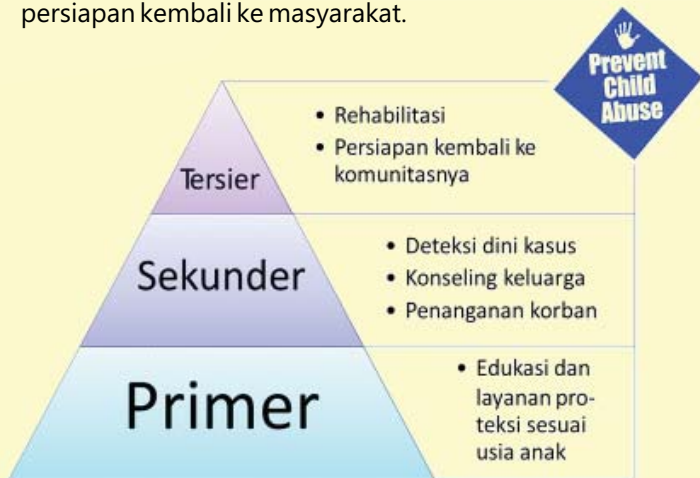 persiapan kembali ke masyarakat.
Prevent
Child
Abuse
Tersier
• Rehabilitasi
• Persiapan kembali ke
komunitasnya
Sekunder
• Deteksi dini kasus
• Konseling keluarga
• Penanganan korban
Primer
• Edukasi dan
layanan pro-
teksi sesuai
usia anak